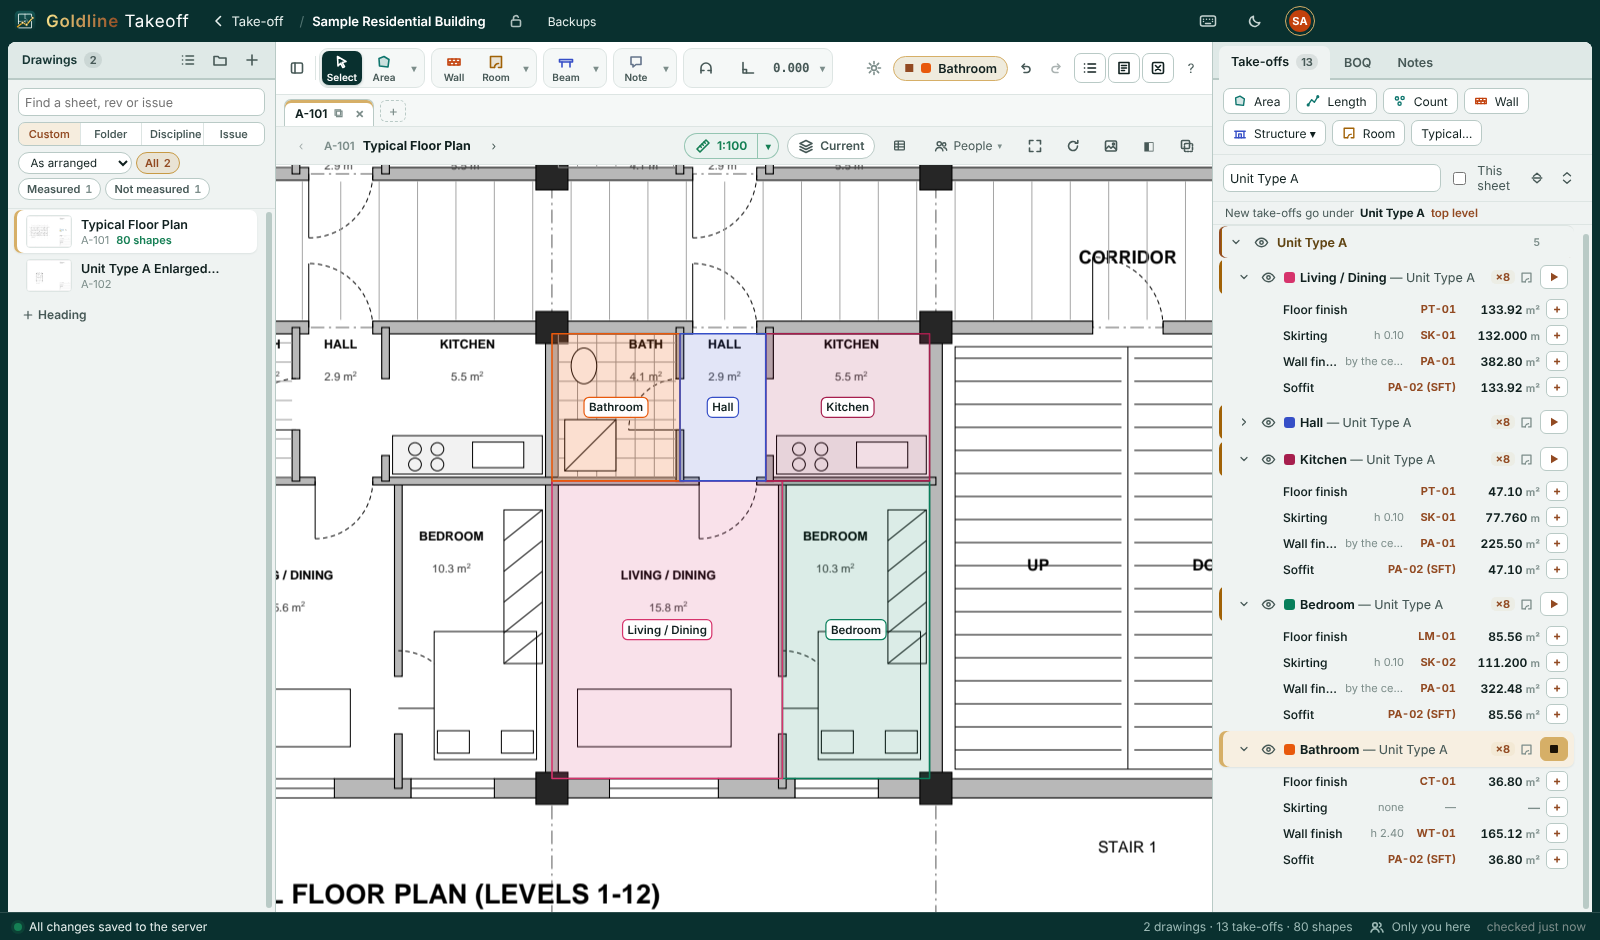 Goldline Takeoff
Take-off / Sample Residential Building
Backups
SA
Drawings 2
Find a sheet, rev or issue
Custom Folder Discipline Issue
As arranged All 2
Measured 1 Not measured 1
Typical Floor Plan
A-101 80 shapes
Unit Type A Enlarged...
A-102
+ Heading
Select Area Wall Room Beam Note 0.000
Bathroom ?
A-101
A-101 Typical Floor Plan
1:100 Current People
CORRIDOR
HALL KITCHEN BATH HALL KITCHEN
2.9 m² 5.5 m² 4.1 m² 2.9 m² 5.5 m²
Bathroom Hall Kitchen
BEDROOM BEDROOM
10.3 m² 10.3 m²
/ DINING LIVING / DINING
15.8 m²
Living / Dining Bedroom
UP
STAIR 1
FLOOR PLAN (LEVELS 1-12)
Take-offs 13 BOQ Notes
Area Length Count Wall
Structure Room Typical...
Unit Type A This sheet
New take-offs go under Unit Type A top level
Unit Type A 5
Living / Dining — Unit Type A ×8
Floor finish PT-01 133.92 m²
Skirting h 0.10 SK-01 132.000 m
Wall fin... by the ce... PA-01 382.80 m²
Soffit PA-02 (SFT) 133.92 m²
Hall — Unit Type A ×8
Kitchen — Unit Type A ×8
Floor finish PT-01 47.10 m²
Skirting h 0.10 SK-01 77.760 m
Wall fin... by the ce... PA-01 225.50 m²
Soffit PA-02 (SFT) 47.10 m²
Bedroom — Unit Type A ×8
Floor finish LM-01 85.56 m²
Skirting h 0.10 SK-02 111.200 m
Wall fin... by the ce... PA-01 322.48 m²
Soffit PA-02 (SFT) 85.56 m²
Bathroom — Unit Type A ×8
Floor finish CT-01 36.80 m²
Skirting none — —
Wall finish h 2.40 WT-01 165.12 m²
Soffit PA-02 (SFT) 36.80 m²
All changes saved to the server
2 drawings · 13 take-offs · 80 shapes Only you here checked just now